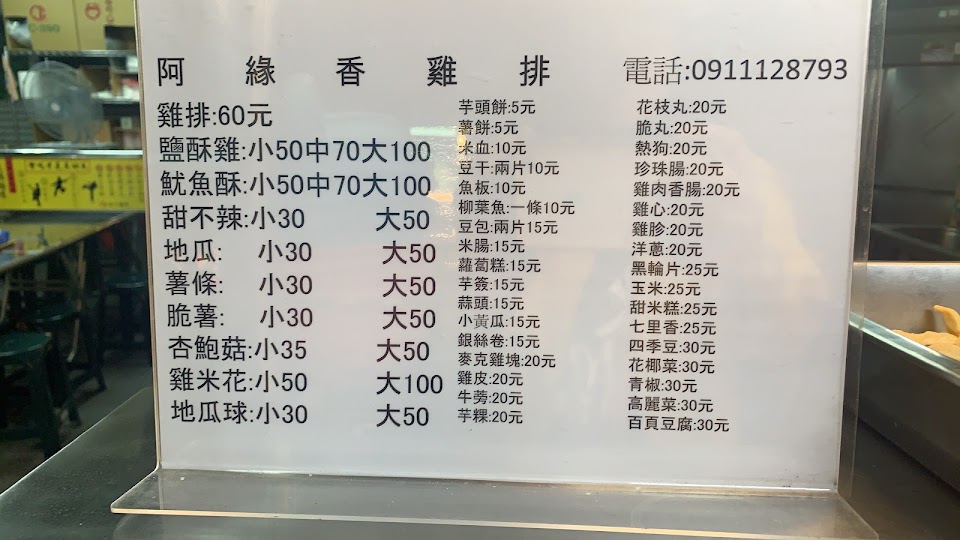 阿緣香雞排 電話:0911128793
雞排:60元
鹽酥雞:小50中70大100
魷魚酥:小50中70大100
甜不辣:小30 大50
地瓜: 小30 大50
薯條: 小30 大50
脆薯: 小30 大50
杏鮑菇:小35 大50
雞米花:小50 大100
地瓜球:小30 大50
芋頭餅:5元
薯餅:5元
米血:10元
豆干:兩片10元
魚板:10元
柳葉魚:一條10元
豆包:兩片15元
米腸:15元
蘿蔔糕:15元
芋簽:15元
蒜頭:15元
小黃瓜:15元
銀絲卷:15元
麥克雞塊:20元
雞皮:20元
牛蒡:20元
芋粿:20元
花枝丸:20元
脆丸:20元
熱狗:20元
珍珠腸:20元
雞肉香腸:20元
雞心:20元
雞胗:20元
洋蔥:20元
黑輪片:25元
玉米:25元
甜米糕:25元
七里香:25元
四季豆:30元
花椰菜:30元
青椒:30元
高麗菜:30元
百頁豆腐:30元